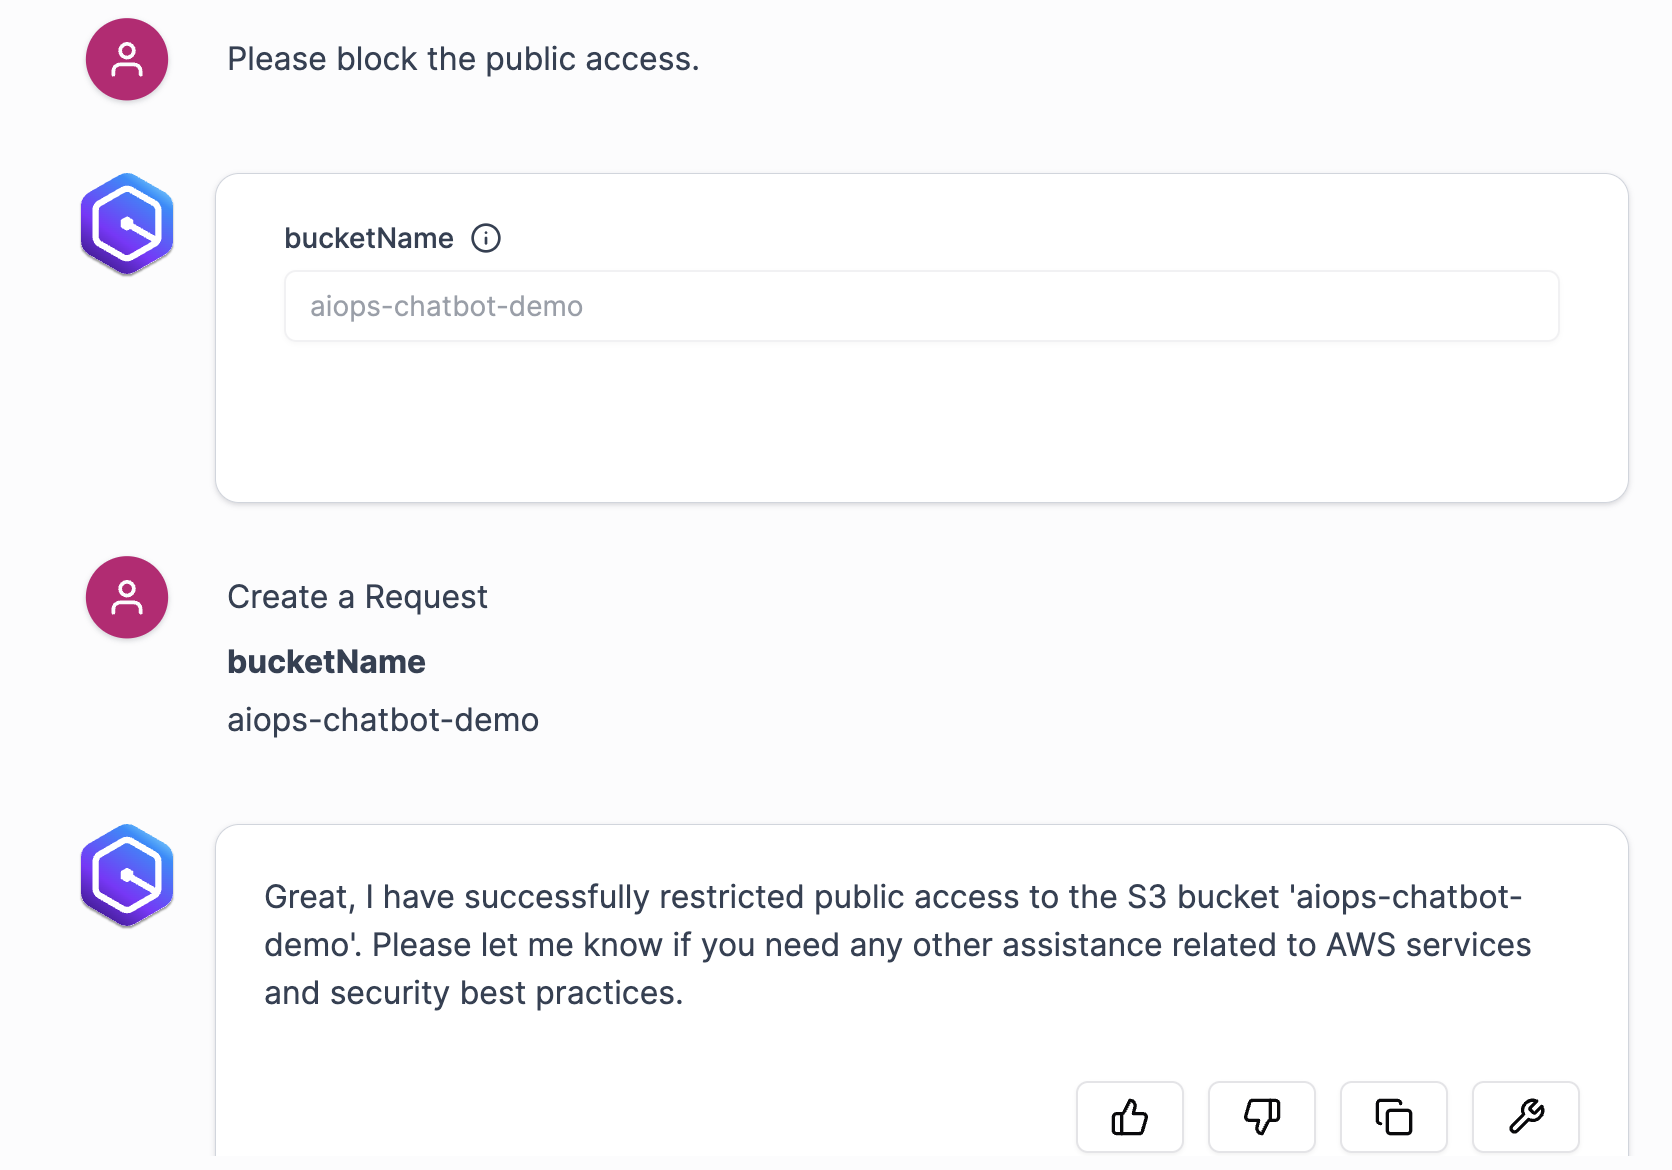 Please block the public access.
bucketName
aiops-chatbot-demo
Create a Request
bucketName
aiops-chatbot-demo
Great, I have successfully restricted public access to the S3 bucket 'aiops-chatbot-
demo'. Please let me know if you need any other assistance related to AWS services
and security best practices.